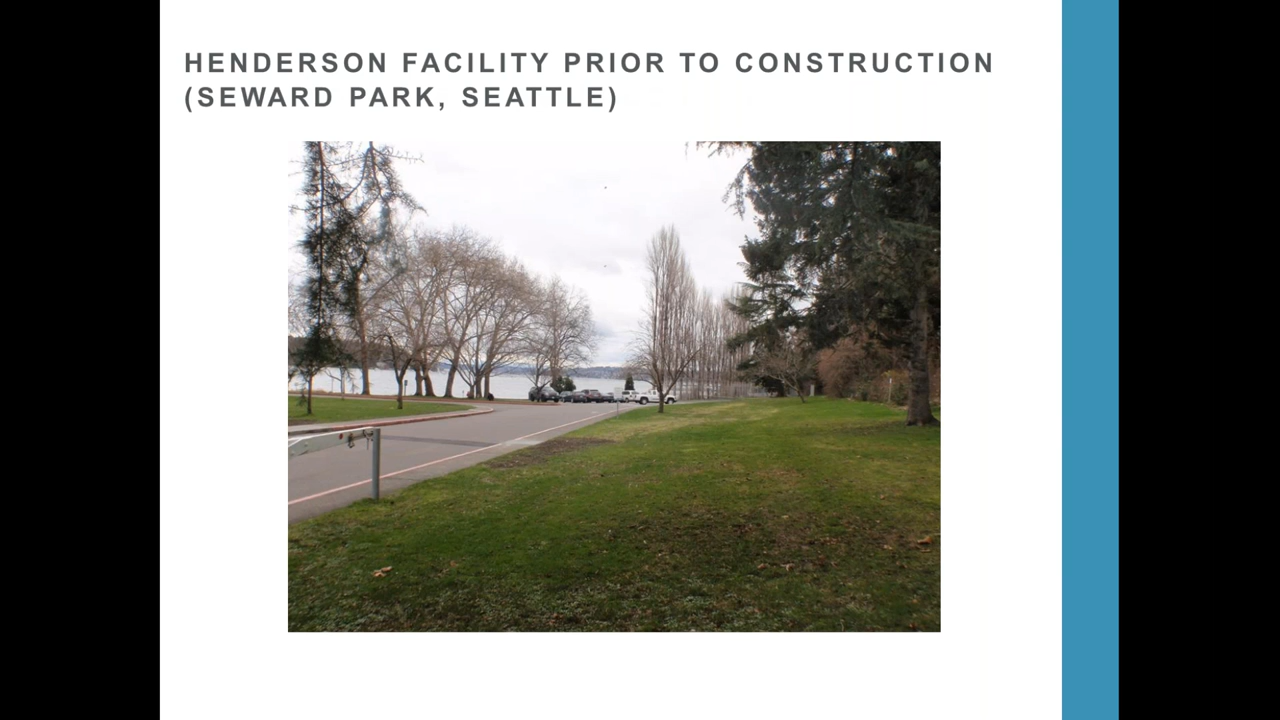 HENDERSON FACILITY PRIOR TO CONSTRUCTION
(SEWARD PARK, SEATTLE)